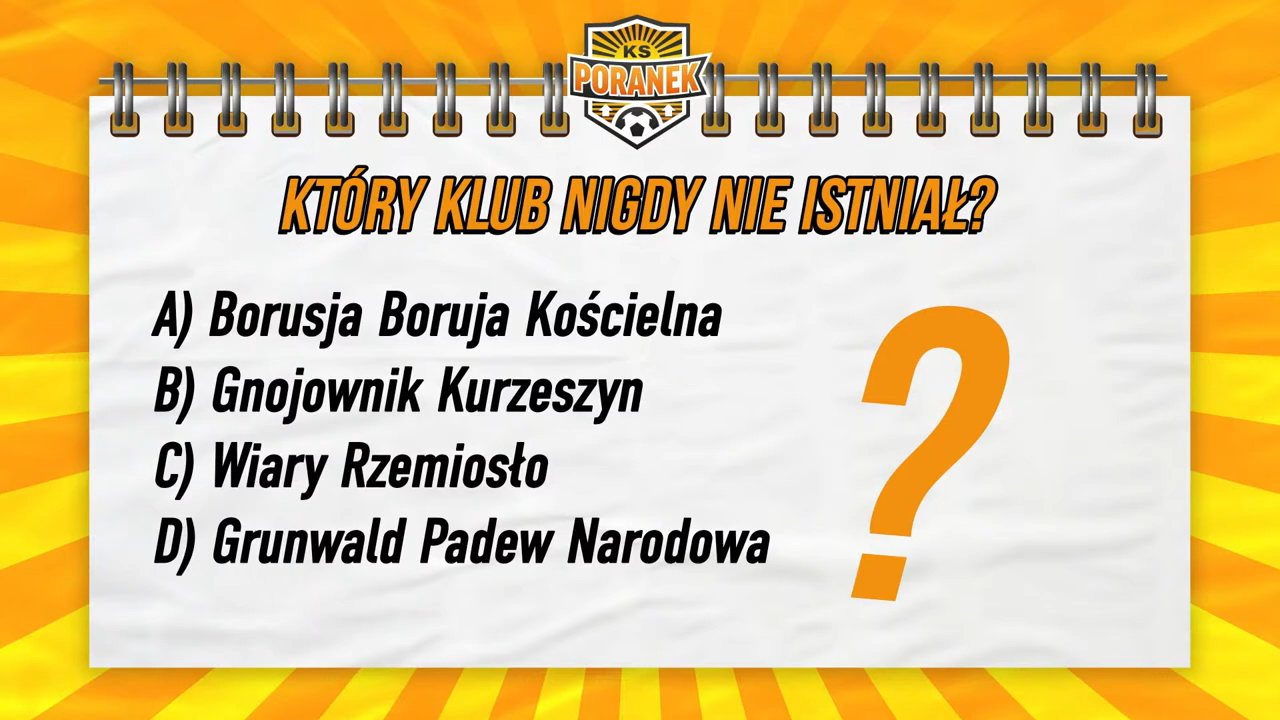 KS
PORANEK
KTÓRY KLUB NIGDY NIE ISTNIAŁ?
A) Borusja Boruja Kościelna
B) Gnojownik Kurzeszyn
C) Wiary Rzemiosło
D) Grunwald Padew Narodowa
?